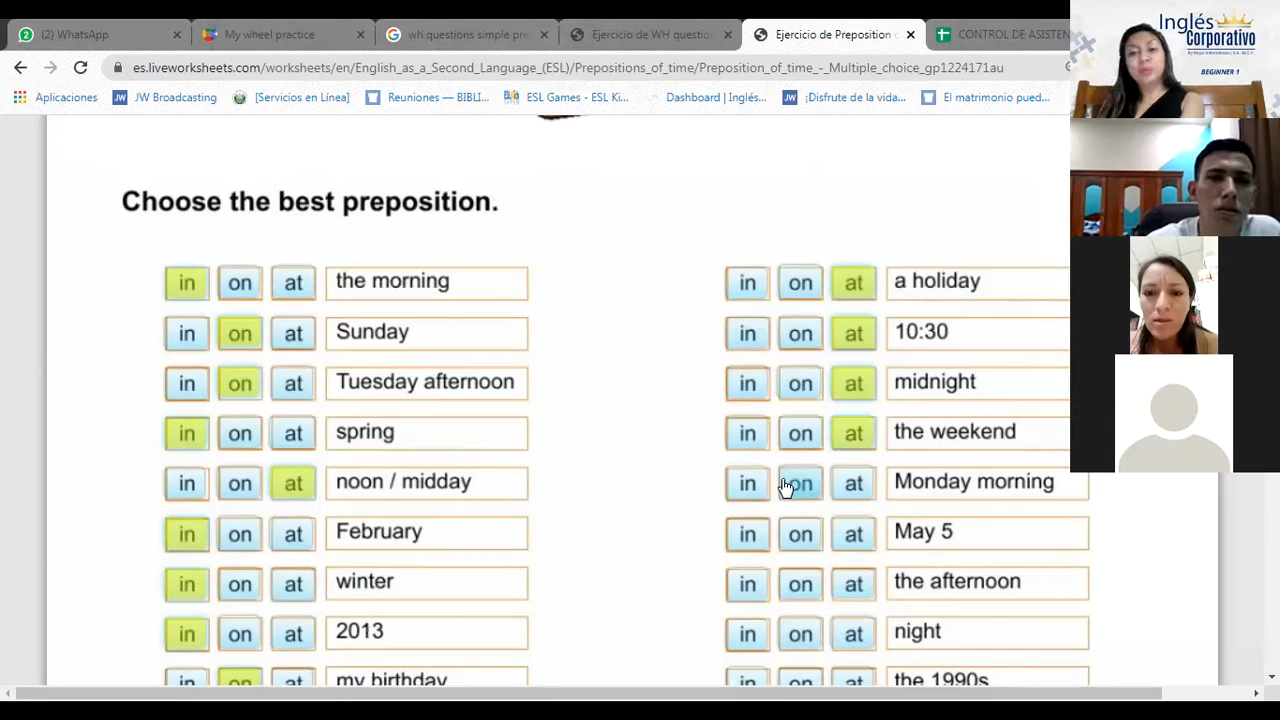 (2) WhatsApp
My wheel practice
wh questions simple pre
Ejercicio de WH question
Ejercicio de Preposition o
CONTROL DE ASISTEN
Inglés
Corporativo
BEGINNER 1
es.liveworksheets.com/worksheets/en/English_as_a_Second_Language_(ESL)/Prepositions_of_time/Preposition_of_time_-_Multiple_choice_gp1224171au
Aplicaciones
JW Broadcasting
[Servicios en Línea]
Reuniones — BIBLI...
ESL Games - ESL Ki...
Dashboard | Inglés...
¡Disfrute de la vida...
El matrimonio pued...
Choose the best preposition.
in on at the morning
in on at Sunday
in on at Tuesday afternoon
in on at spring
in on at noon / midday
in on at February
in on at winter
in on at 2013
in on at my birthday
in on at a holiday
in on at 10:30
in on at midnight
in on at the weekend
in on at Monday morning
in on at May 5
in on at the afternoon
in on at night
in on at the 1990s